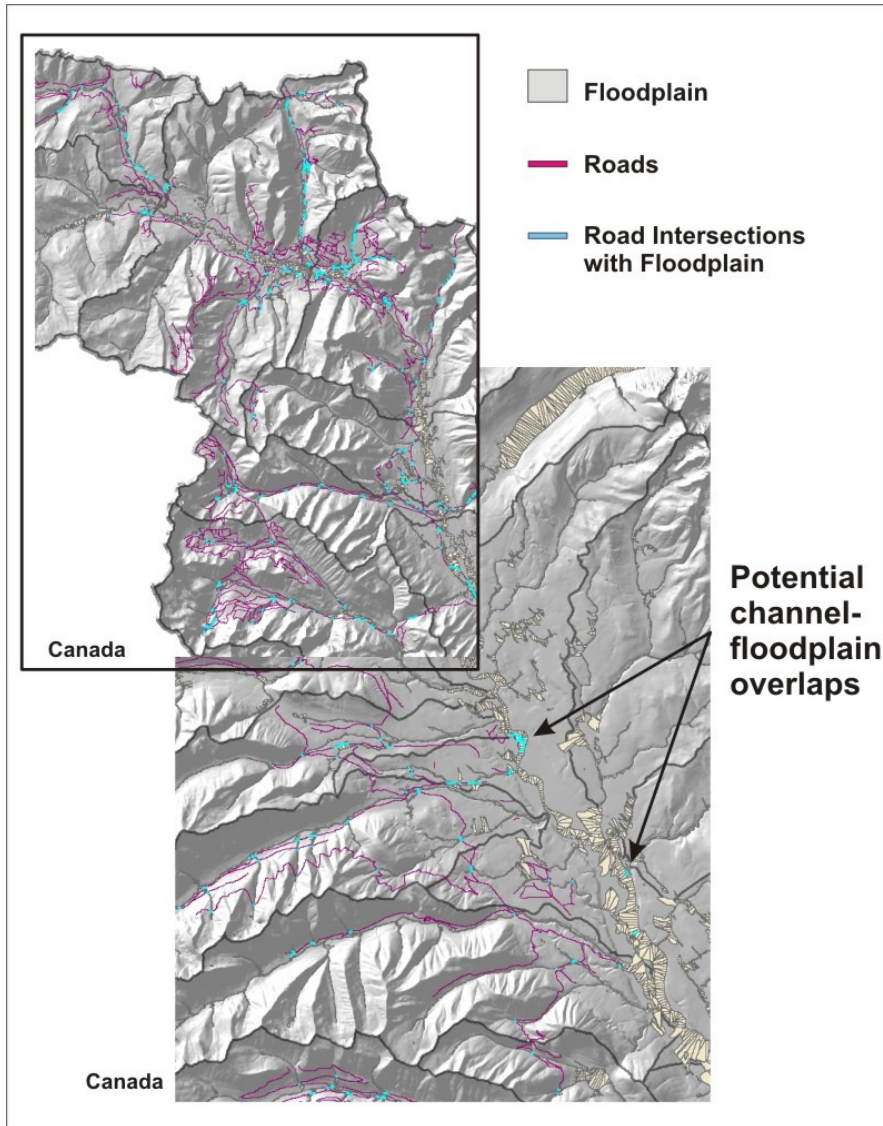 Floodplain
Roads
Road Intersections
with Floodplain
Potential
channel-
floodplain
overlaps
Canada
Canada